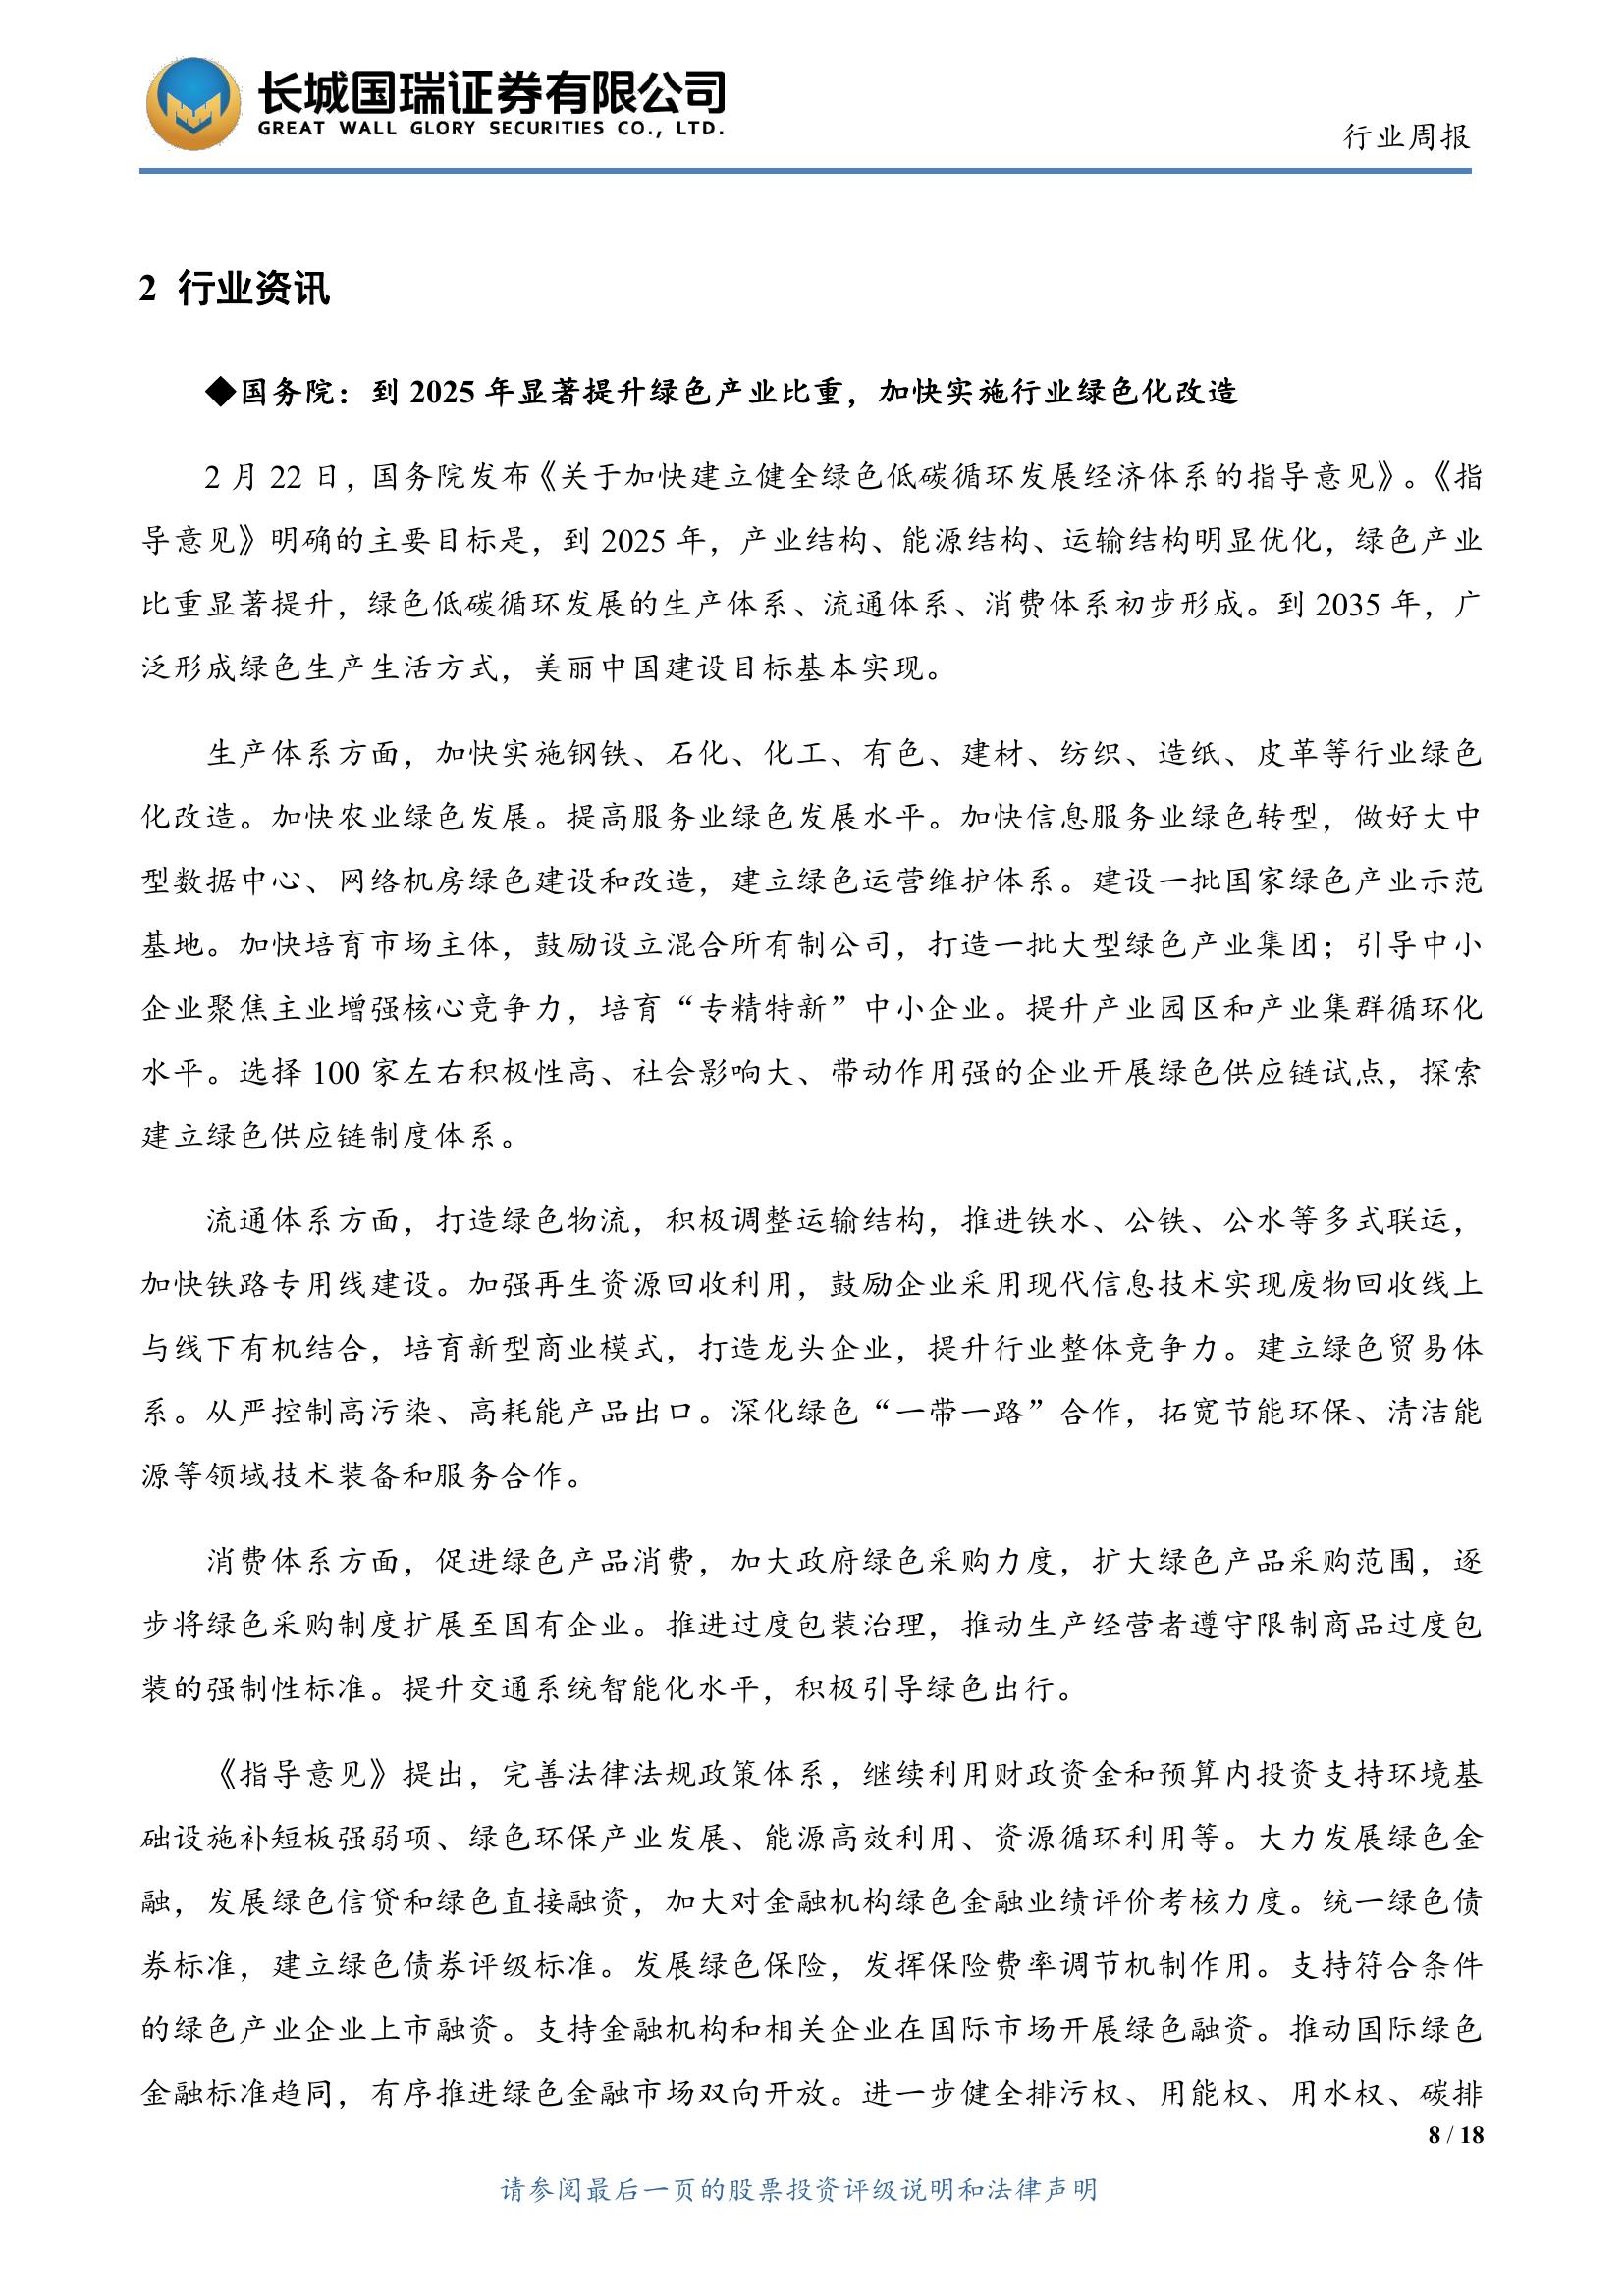 长城国瑞证券有限公司
GREAT WALL GLORY SECURITIES CO., LTD.
行业周报
2 行业资讯
◆国务院：到 2025 年显著提升绿色产业比重，加快实施行业绿色化改造
2 月 22 日，国务院发布《关于加快建立健全绿色低碳循环发展经济体系的指导意见》。《指
导意见》明确的主要目标是，到 2025 年，产业结构、能源结构、运输结构明显优化，绿色产业
比重显著提升，绿色低碳循环发展的生产体系、流通体系、消费体系初步形成。到 2035 年，广
泛形成绿色生产生活方式，美丽中国建设目标基本实现。
生产体系方面，加快实施钢铁、石化、化工、有色、建材、纺织、造纸、皮革等行业绿色
化改造。加快农业绿色发展。提高服务业绿色发展水平。加快信息服务业绿色转型，做好大中
型数据中心、网络机房绿色建设和改造，建立绿色运营维护体系。建设一批国家绿色产业示范
基地。加快培育市场主体，鼓励设立混合所有制公司，打造一批大型绿色产业集团；引导中小
企业聚焦主业增强核心竞争力，培育“专精特新”中小企业。提升产业园区和产业集群循环化
水平。选择 100 家左右积极性高、社会影响大、带动作用强的企业开展绿色供应链试点，探索
建立绿色供应链制度体系。
流通体系方面，打造绿色物流，积极调整运输结构，推进铁水、公铁、公水等多式联运，
加快铁路专用线建设。加强再生资源回收利用，鼓励企业采用现代信息技术实现废物回收线上
与线下有机结合，培育新型商业模式，打造龙头企业，提升行业整体竞争力。建立绿色贸易体
系。从严控制高污染、高耗能产品出口。深化绿色“一带一路”合作，拓宽节能环保、清洁能
源等领域技术装备和服务合作。
消费体系方面，促进绿色产品消费，加大政府绿色采购力度，扩大绿色产品采购范围，逐
步将绿色采购制度扩展至国有企业。推进过度包装治理，推动生产经营者遵守限制商品过度包
装的强制性标准。提升交通系统智能化水平，积极引导绿色出行。
《指导意见》提出，完善法律法规政策体系，继续利用财政资金和预算内投资支持环境基
础设施补短板强弱项、绿色环保产业发展、能源高效利用、资源循环利用等。大力发展绿色金
融，发展绿色信贷和绿色直接融资，加大对金融机构绿色金融业绩评价考核力度。统一绿色债
券标准，建立绿色债券评级标准。发展绿色保险，发挥保险费率调节机制作用。支持符合条件
的绿色产业企业上市融资。支持金融机构和相关企业在国际市场开展绿色融资。推动国际绿色
金融标准趋同，有序推进绿色金融市场双向开放。进一步健全排污权、用能权、用水权、碳排
8 / 18
请参阅最后一页的股票投资评级说明和法律声明